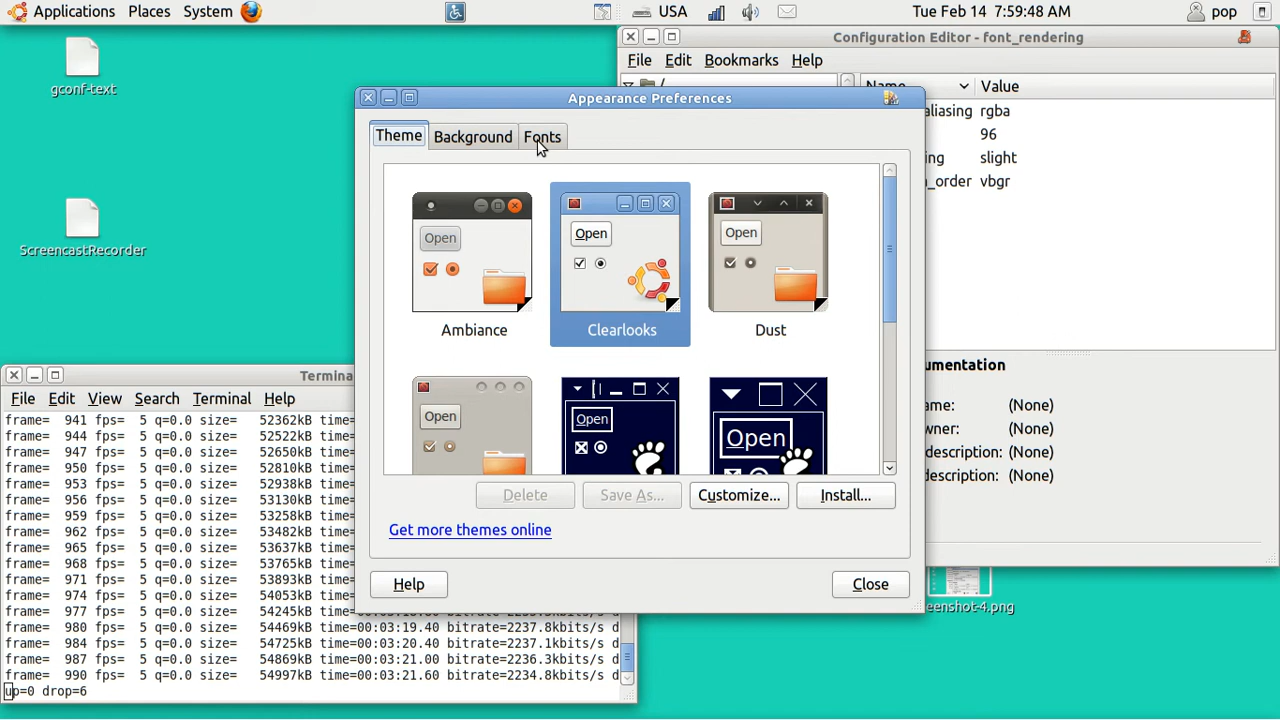 Applications Places System USA Tue Feb 14 7:59:48 AM pop
gconf-text
ScreencastRecorder
Configuration Editor - font_rendering
File Edit Bookmarks Help
/ Name Value
rgba
96
slight
vbgr
(None)
(None)
(None)
(None)
Appearance Preferences
Theme Background Fonts
Open Open Open
Ambiance Clearlooks Dust
Open Open Open
Delete Save As... Customize... Install...
Get more themes online
Help Close
File Edit View Search Terminal Help
frame= 941 fps= 5 q=0.0 size= 52362kB time=
frame= 944 fps= 5 q=0.0 size= 52522kB time=
frame= 947 fps= 5 q=0.0 size= 52650kB time=
frame= 950 fps= 5 q=0.0 size= 52810kB time=
frame= 953 fps= 5 q=0.0 size= 52938kB time=
frame= 956 fps= 5 q=0.0 size= 53130kB time=
frame= 959 fps= 5 q=0.0 size= 53258kB time=
frame= 962 fps= 5 q=0.0 size= 53482kB time=
frame= 965 fps= 5 q=0.0 size= 53637kB time=
frame= 968 fps= 5 q=0.0 size= 53765kB time=
frame= 971 fps= 5 q=0.0 size= 53893kB time=
frame= 974 fps= 5 q=0.0 size= 54053kB time=
frame= 977 fps= 5 q=0.0 size= 54245kB
frame= 980 fps= 5 q=0.0 size= 54469kB time=00:03:19.40 bitrate=2237.8kbits/s d
frame= 984 fps= 5 q=0.0 size= 54725kB time=00:03:20.40 bitrate=2237.1kbits/s d
frame= 987 fps= 5 q=0.0 size= 54869kB time=00:03:21.00 bitrate=2236.3kbits/s d
frame= 990 fps= 5 q=0.0 size= 54997kB time=00:03:21.60 bitrate=2234.8kbits/s d
up=0 drop=6